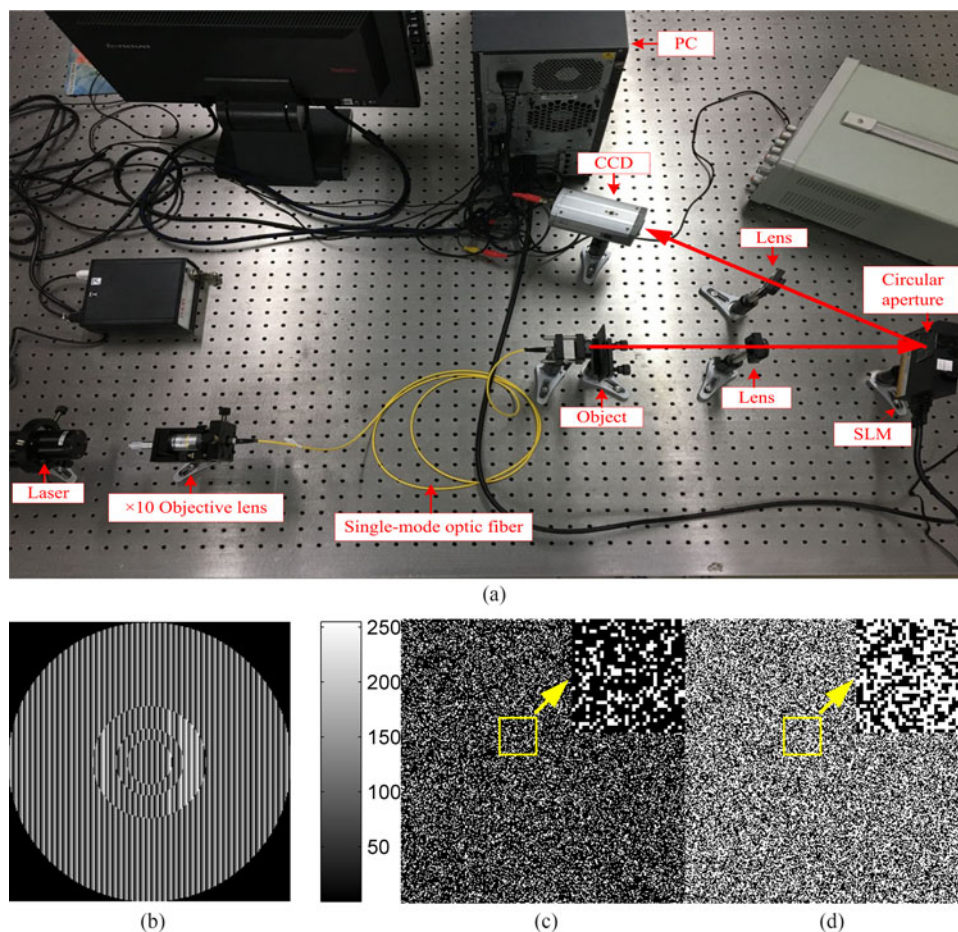 lenovo
PC
CCD
Lens
Circular
aperture
Object
Lens
SLM
Laser
×10 Objective lens
Single-mode optic fiber
(a)
250
200
150
100
50
(b)
(c)
(d)